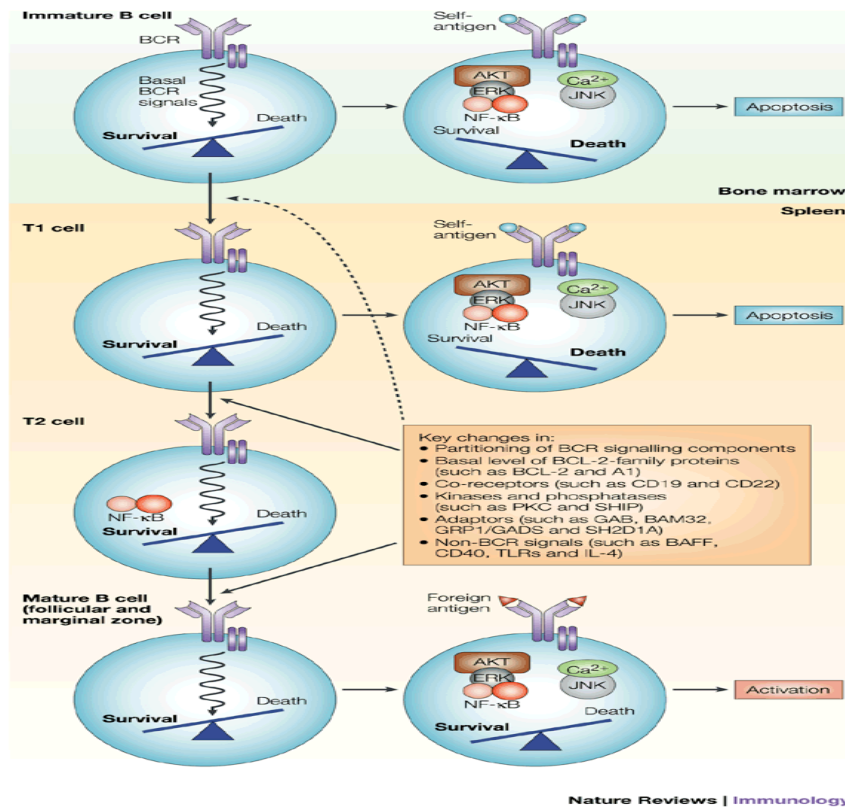 Immature B cell
BCR
Basal
BCR
signals
Survival
Death
Self-
antigen
AKT
ERK
NF-κB
Ca2+
JNK
Survival
Death
Apoptosis
Bone marrow
Spleen
T1 cell
Survival
Death
Self-
antigen
AKT
ERK
NF-κB
Ca2+
JNK
Survival
Death
Apoptosis
T2 cell
NF-κB
Survival
Death
Key changes in:
• Partitioning of BCR signalling components
• Basal level of BCL-2-family proteins
(such as BCL-2 and A1)
• Co-receptors (such as CD19 and CD22)
• Kinases and phosphatases
(such as PKC and SHIP)
• Adaptors (such as GAB, BAM32,
GRP1/GADS and SH2D1A)
• Non-BCR signals (such as BAFF,
CD40, TLRs and IL-4)
Mature B cell
(follicular and
marginal zone)
Survival
Death
Foreign
antigen
AKT
ERK
NF-κB
Ca2+
JNK
Survival
Death
Activation
Nature Reviews | Immunology